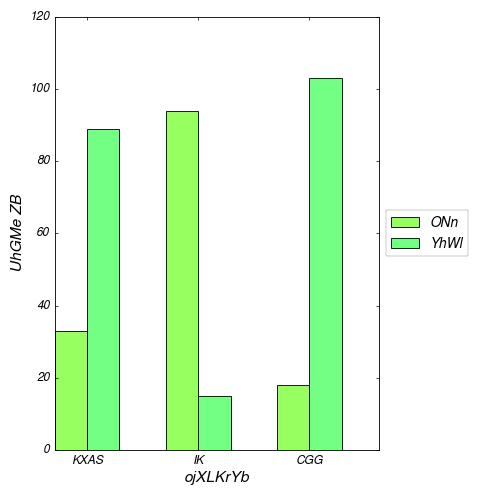 120
100
80
60
40
20
0
UhGMe ZB
KXAS IK CGG
ojXLKrYb
ONn
YhWl